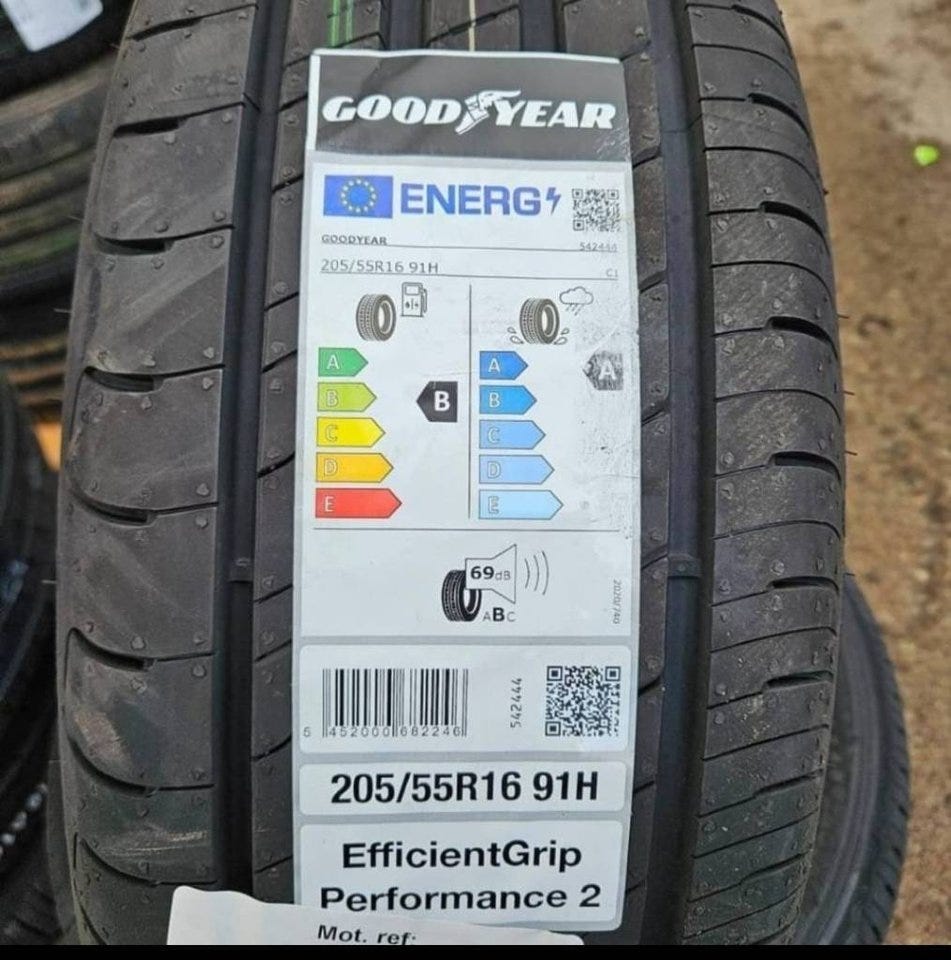 GOODYEAR
ENERG
GOODYEAR 542444
205/55R16 91H C1
A A A
B B B
C C
D D
E E
69dB
ABC
2020/740
5 452000 682246
542444
205/55R16 91H
EfficientGrip
Performance 2
Mot. ref: